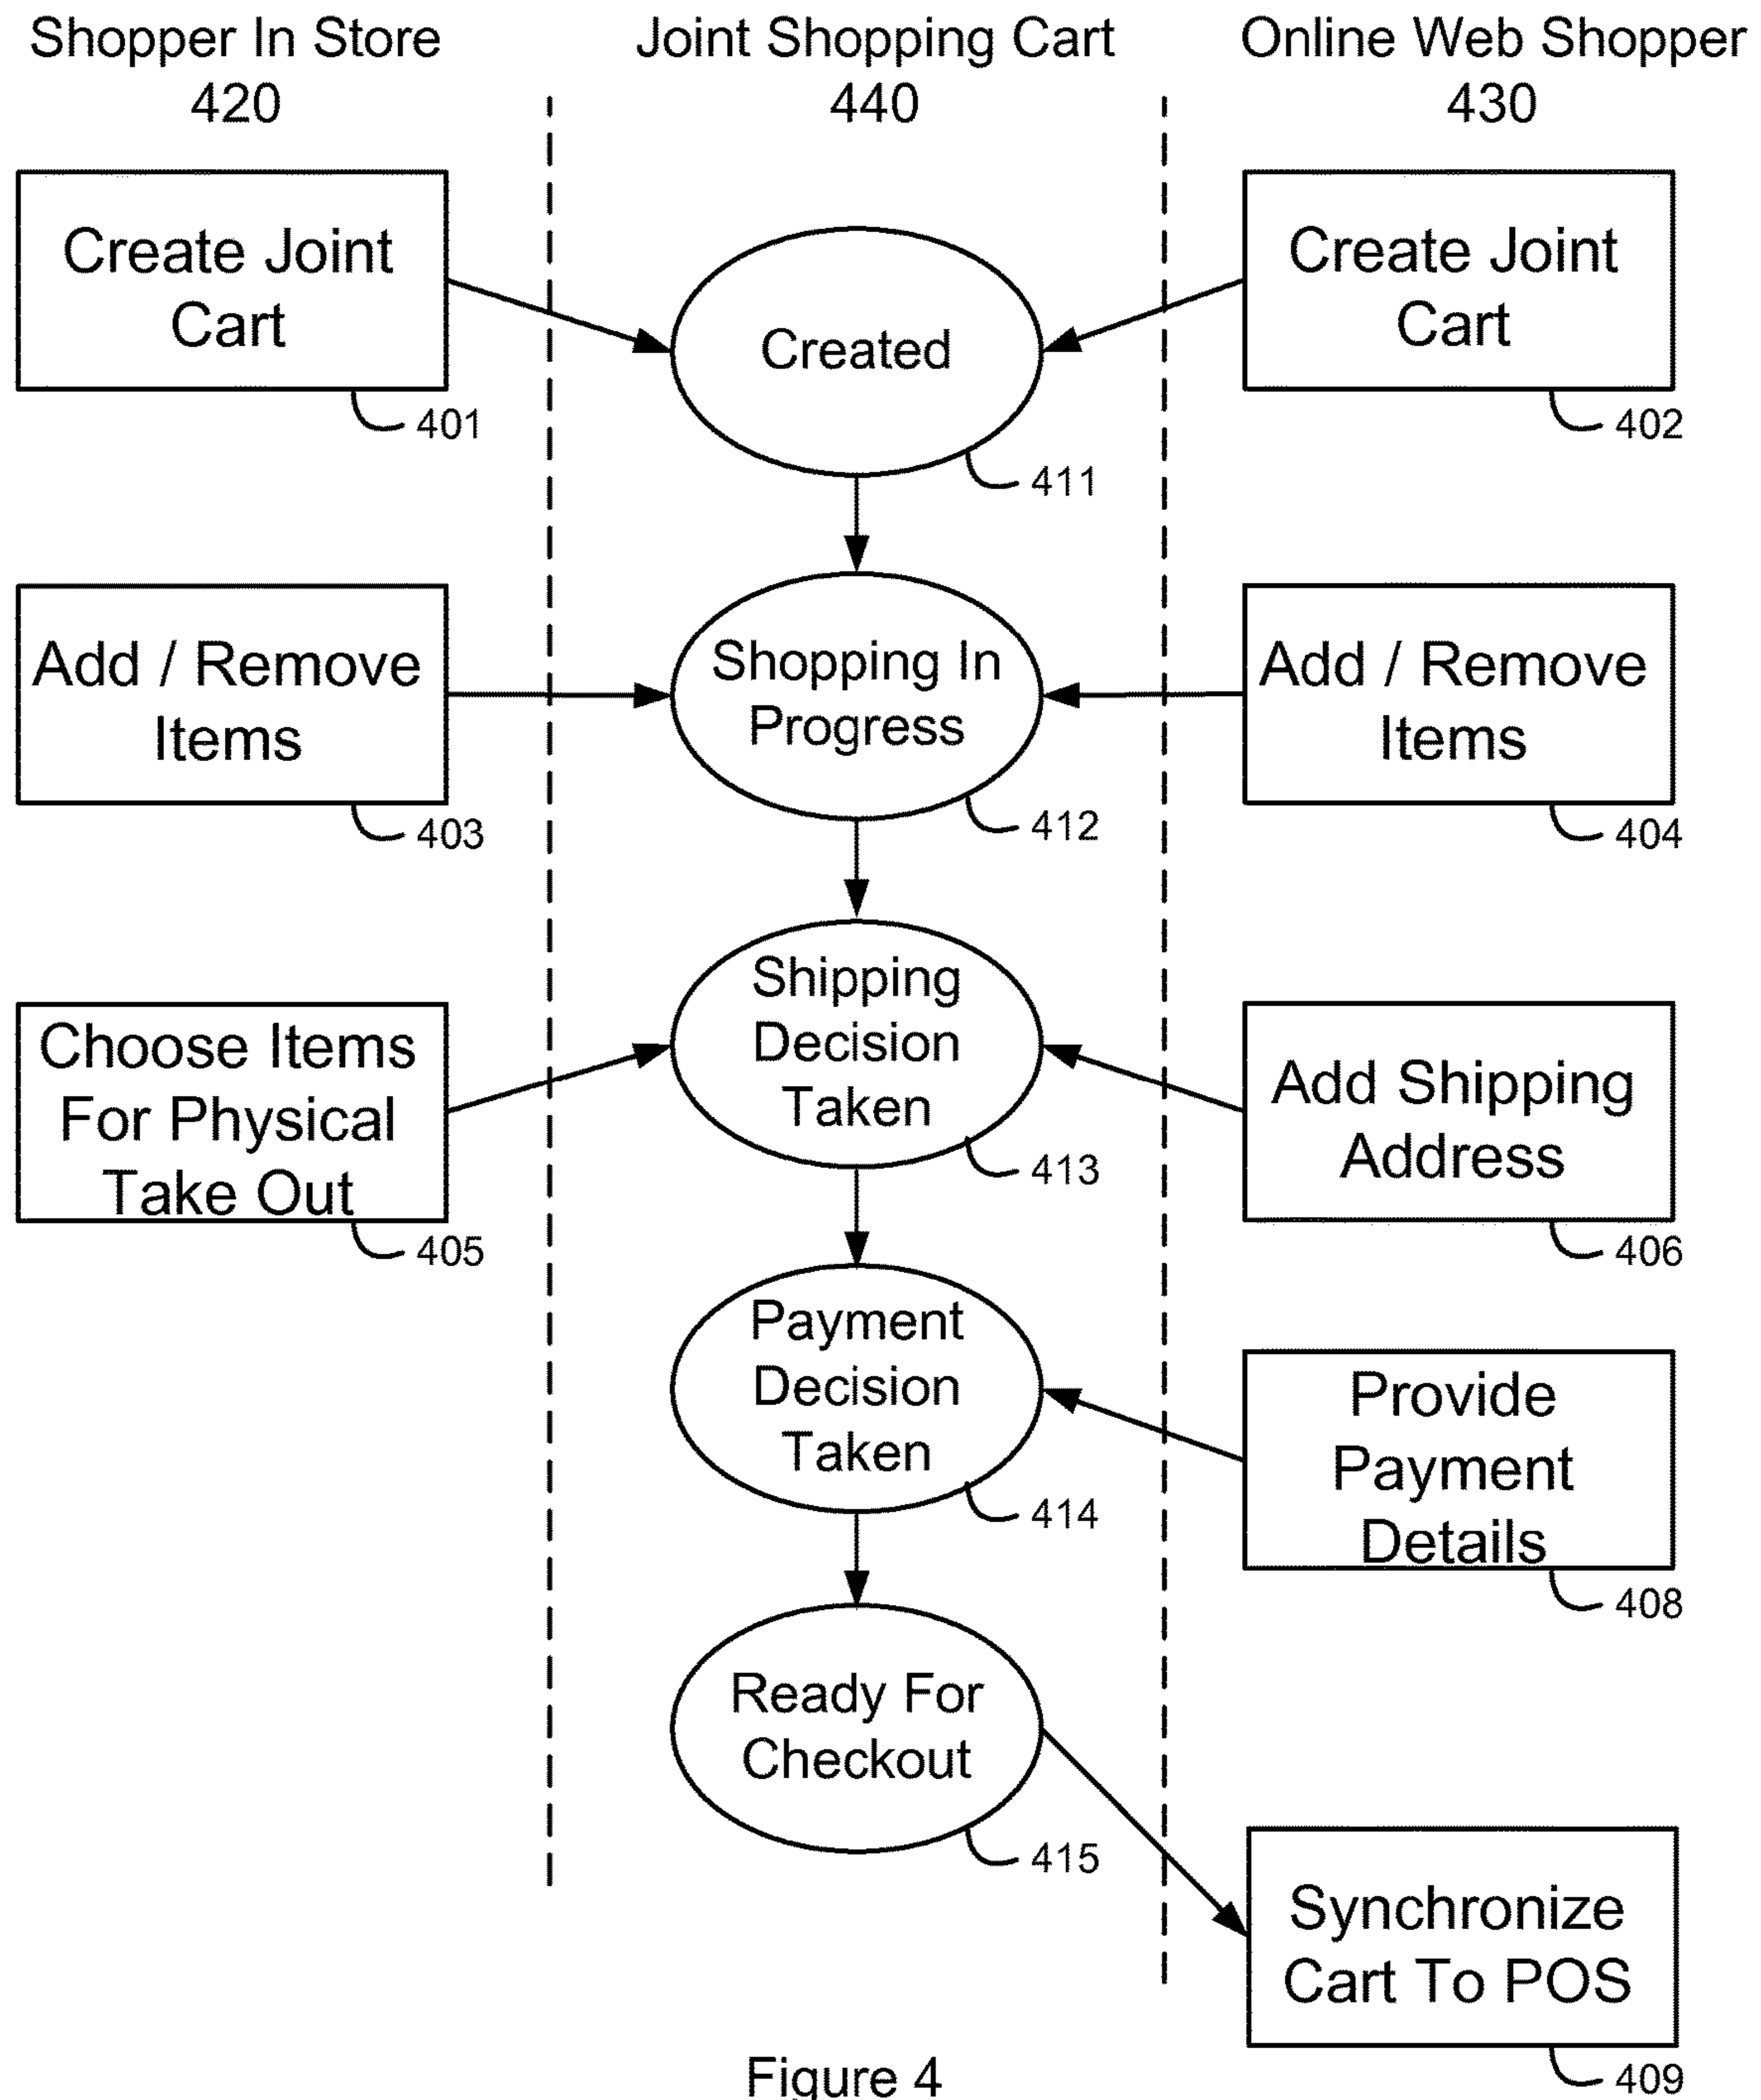 Shopper In Store
420
Joint Shopping Cart
440
Online Web Shopper
430
Create Joint
Cart
401
Created
411
Create Joint
Cart
402
Add / Remove
Items
403
Shopping In
Progress
412
Add / Remove
Items
404
Choose Items
For Physical
Take Out
405
Shipping
Decision
Taken
413
Add Shipping
Address
406
Payment
Decision
Taken
414
Provide
Payment
Details
408
Ready For
Checkout
415
Synchronize
Cart To POS
409
Figure 4